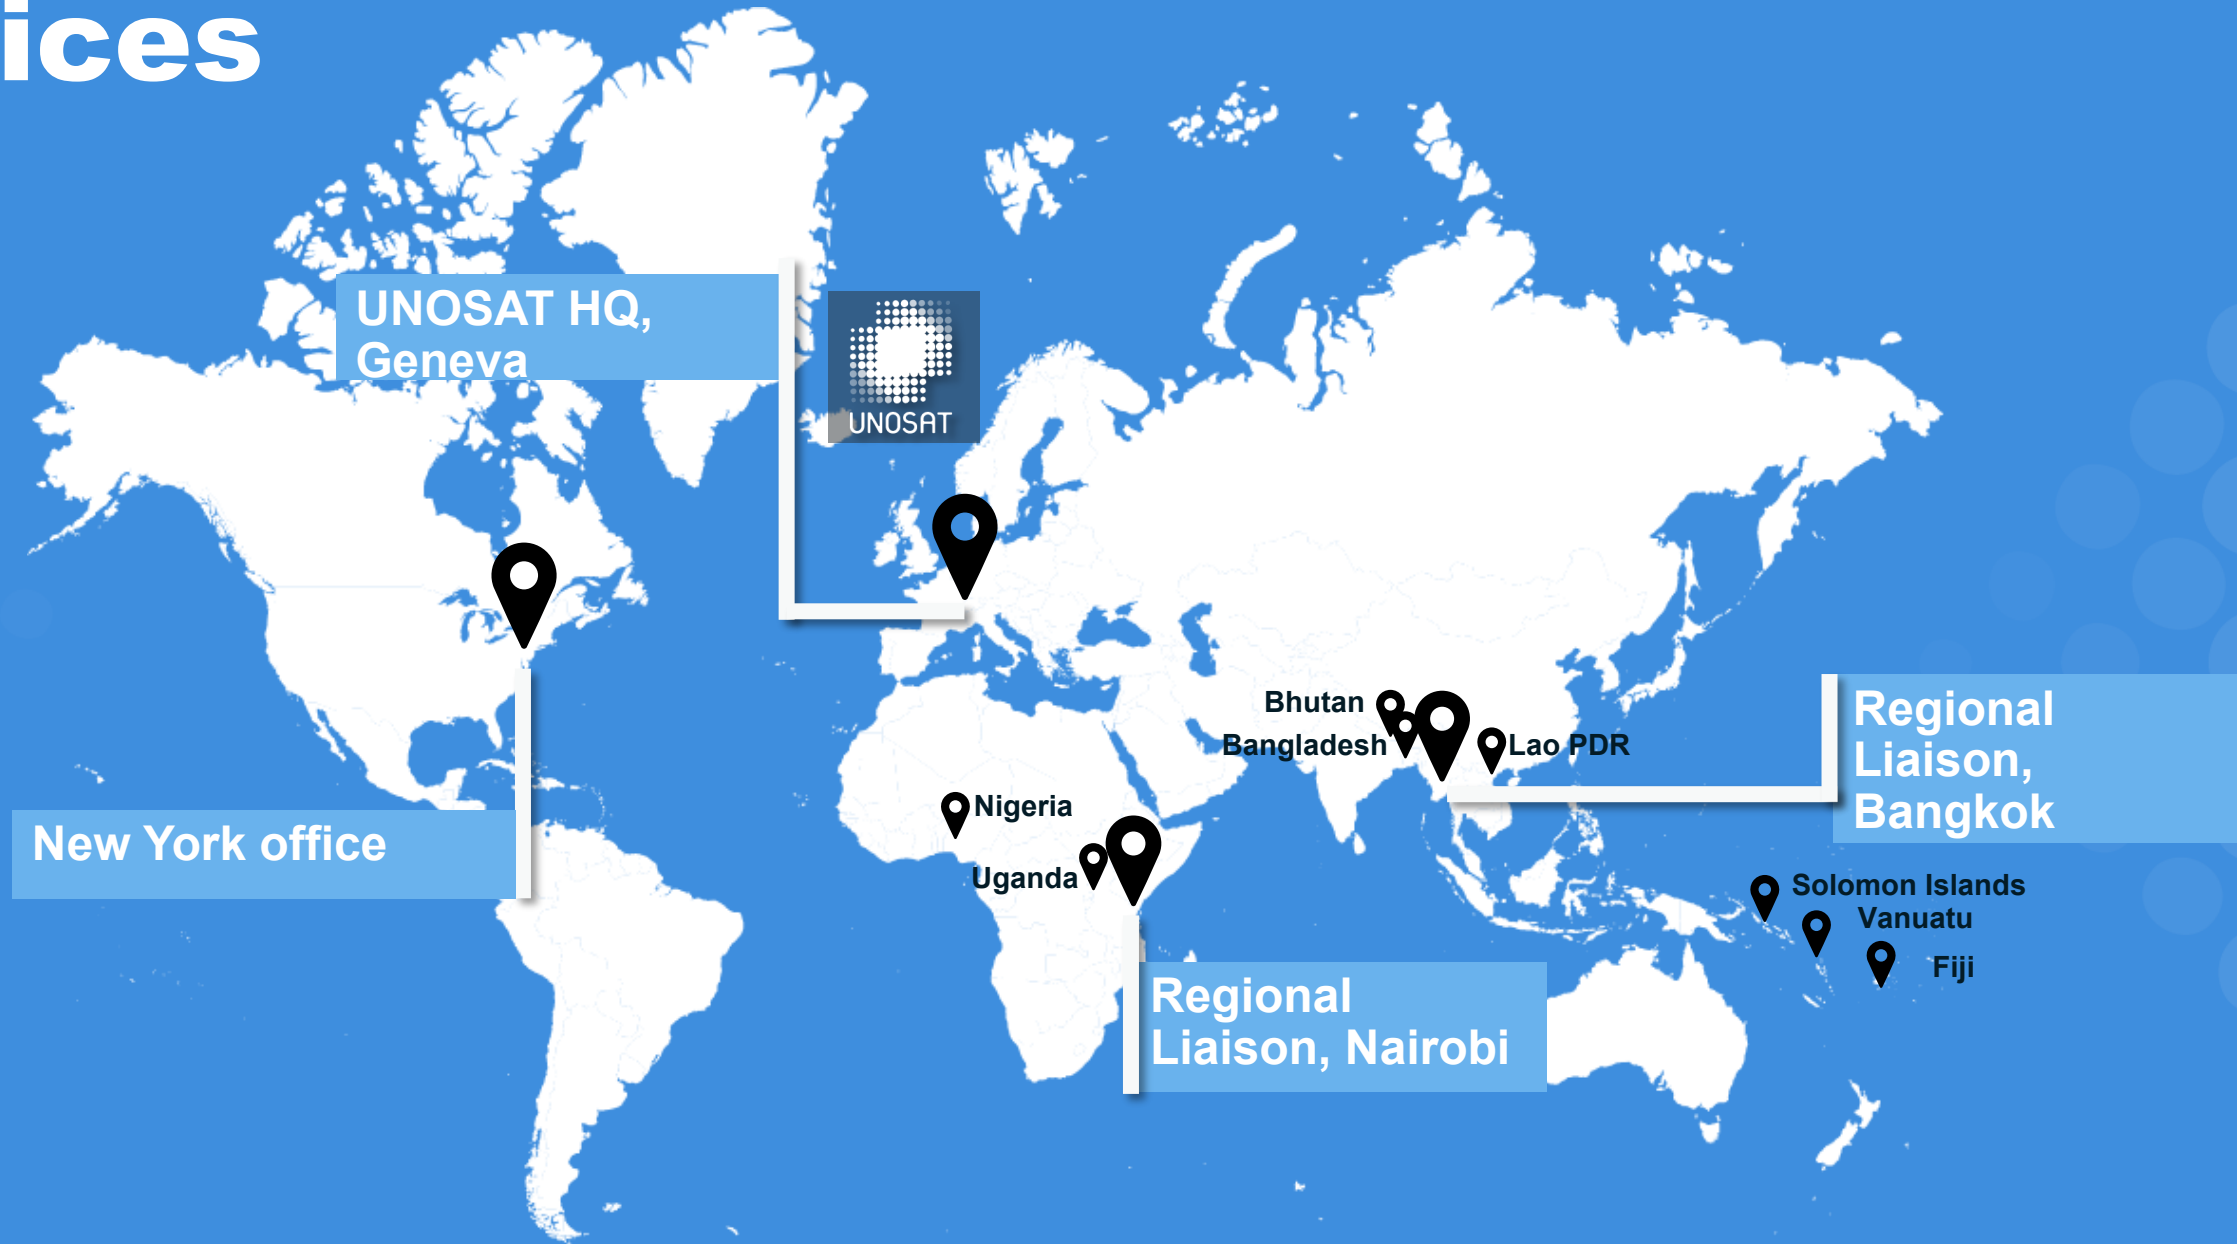 ices
UNOSAT HQ,
Geneva
UNOSAT
New York office
Bhutan
Bangladesh
Lao PDR
Regional
Liaison,
Bangkok
Nigeria
Uganda
Solomon Islands
Vanuatu
Fiji
Regional
Liaison, Nairobi